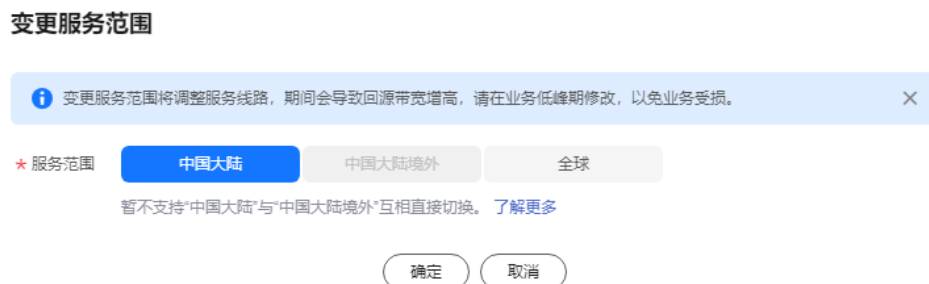 变更服务范围
变更服务范围将调整服务线路，期间会导致回源带宽增高，请在业务低峰期修改，以免业务受损。
* 服务范围 中国大陆 中国大陆境外 全球
暂不支持“中国大陆”与“中国大陆境外”互相直接切换。 了解更多
确定 取消